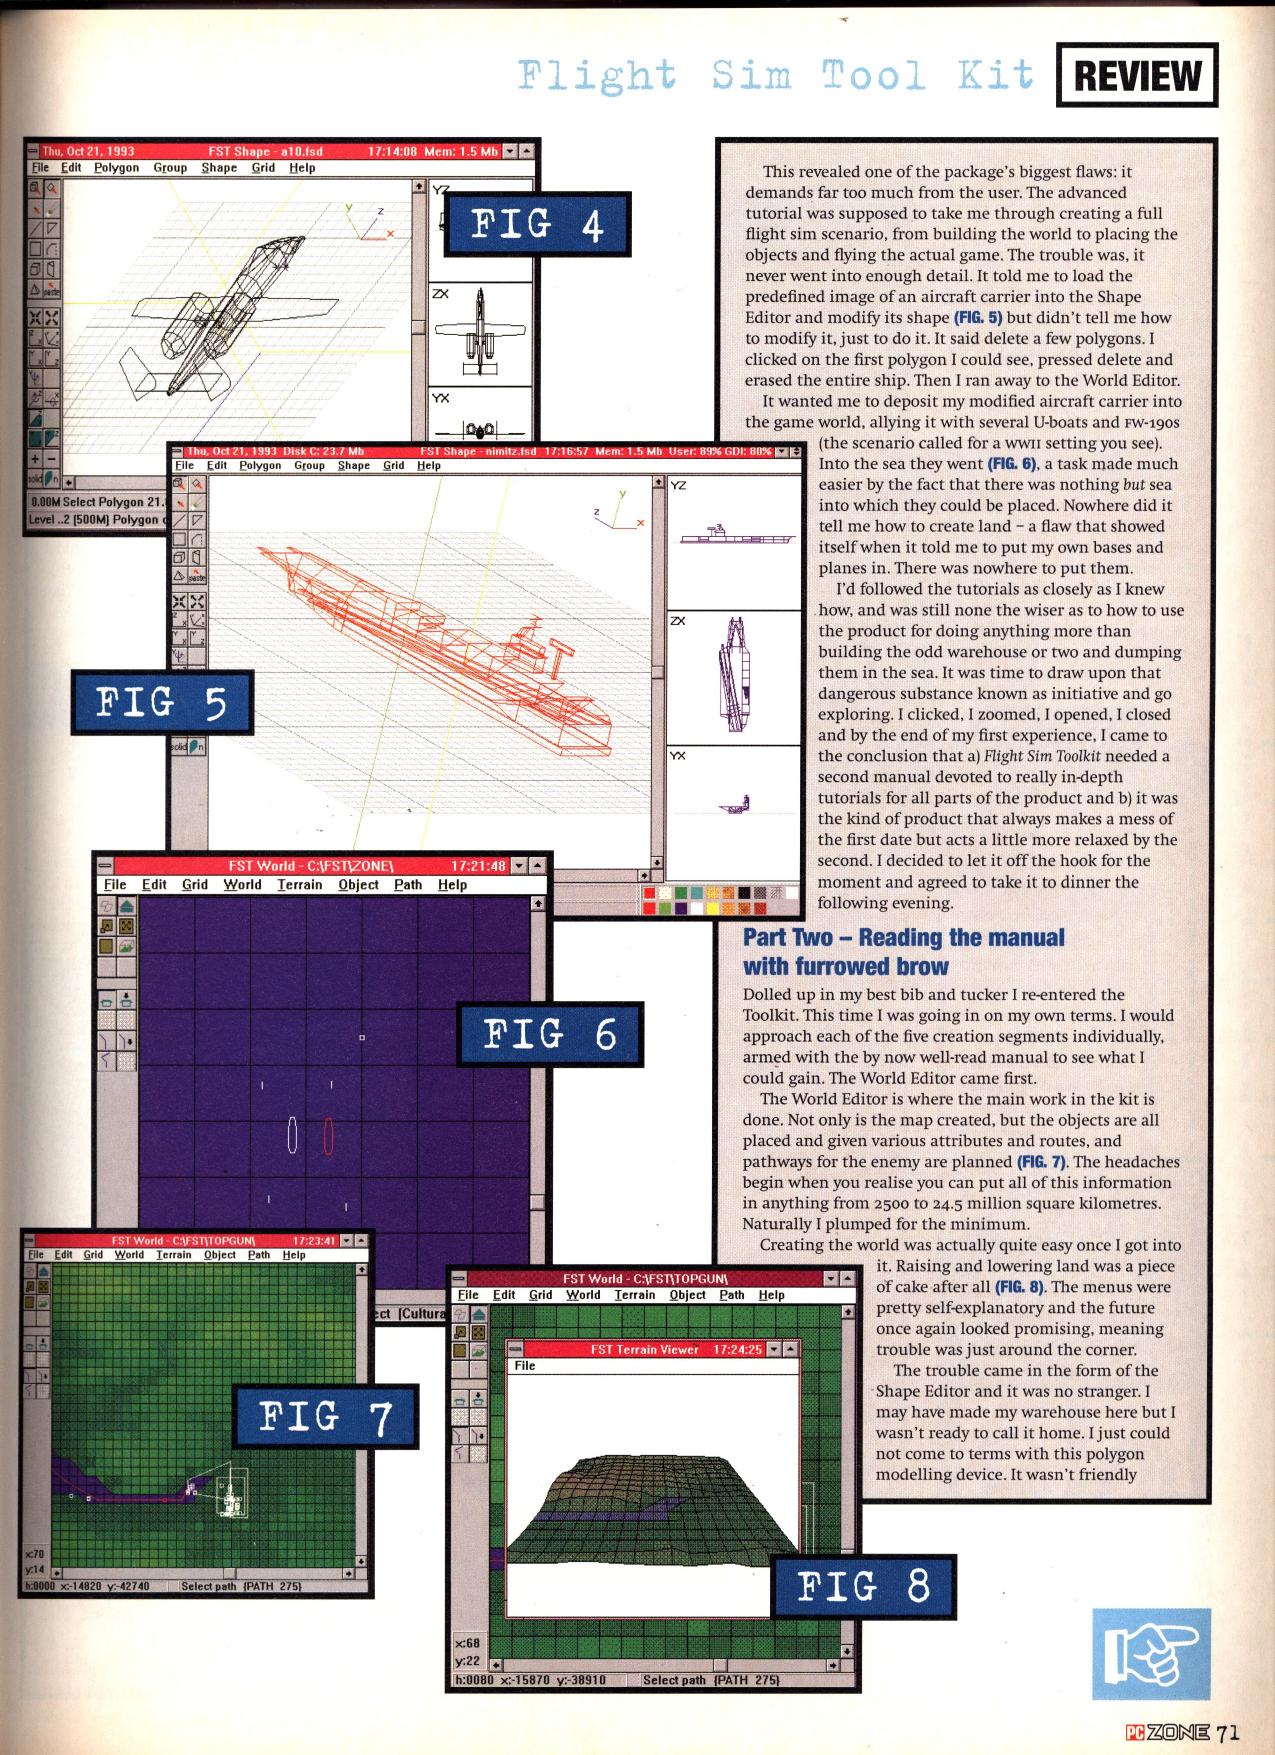 Flight Sim Tool Kit REVIEW
Thu, Oct 21, 1993 FST Shape - a10.fsd 17:14:08 Mem: 1.5 Mb
File Edit Polygon Group Shape Grid Help
YZ
FIG 4
y z x
ZX
YX
paste
solid
0.00M Select Polygon 21.
Level ..2 [500M] Polygon
Thu, Oct 21, 1993 Disk C: 23.7 Mb FST Shape - nimitz.fsd 17:16:57 Mem: 1.5 Mb User: 89% GDI: 80%
File Edit Polygon Group Shape Grid Help
YZ
y z x
paste
ZX
FIG 5
solid
YX
FST World - C:\FST\ZONE\ 17:21:48
File Edit Grid World Terrain Object Path Help
FIG 6
ect [Cultura
FST World - C:\FST\TOPGUN\ 17:23:41
File Edit Grid World Terrain Object Path Help
FIG 7
x:70
y:14
h:0000 x:-14820 y:-42740 Select path {PATH 275}
FST World - C:\FST\TOPGUN\
File Edit Grid World Terrain Object Path Help
FST Terrain Viewer 17:24:25
File
FIG 8
x:68
y:22
h:0080 x:-15870 y:-38910 Select path {PATH 275}
This revealed one of the package's biggest flaws: it
demands far too much from the user. The advanced
tutorial was supposed to take me through creating a full
flight sim scenario, from building the world to placing the
objects and flying the actual game. The trouble was, it
never went into enough detail. It told me to load the
predefined image of an aircraft carrier into the Shape
Editor and modify its shape (FIG. 5) but didn't tell me how
to modify it, just to do it. It said delete a few polygons. I
clicked on the first polygon I could see, pressed delete and
erased the entire ship. Then I ran away to the World Editor.
It wanted me to deposit my modified aircraft carrier into
the game world, allying it with several U-boats and FW-190s
(the scenario called for a WWII setting you see).
Into the sea they went (FIG. 6), a task made much
easier by the fact that there was nothing but sea
into which they could be placed. Nowhere did it
tell me how to create land – a flaw that showed
itself when it told me to put my own bases and
planes in. There was nowhere to put them.
I'd followed the tutorials as closely as I knew
how, and was still none the wiser as to how to use
the product for doing anything more than
building the odd warehouse or two and dumping
them in the sea. It was time to draw upon that
dangerous substance known as initiative and go
exploring. I clicked, I zoomed, I opened, I closed
and by the end of my first experience, I came to
the conclusion that a) Flight Sim Toolkit needed a
second manual devoted to really in-depth
tutorials for all parts of the product and b) it was
the kind of product that always makes a mess of
the first date but acts a little more relaxed by the
second. I decided to let it off the hook for the
moment and agreed to take it to dinner the
following evening.
Part Two – Reading the manual
with furrowed brow
Dolled up in my best bib and tucker I re-entered the
Toolkit. This time I was going in on my own terms. I would
approach each of the five creation segments individually,
armed with the by now well-read manual to see what I
could gain. The World Editor came first.
The World Editor is where the main work in the kit is
done. Not only is the map created, but the objects are all
placed and given various attributes and routes, and
pathways for the enemy are planned (FIG. 7). The headaches
begin when you realise you can put all of this information
in anything from 2500 to 24.5 million square kilometres.
Naturally I plumped for the minimum.
Creating the world was actually quite easy once I got into
it. Raising and lowering land was a piece
of cake after all (FIG. 8). The menus were
pretty self-explanatory and the future
once again looked promising, meaning
trouble was just around the corner.
The trouble came in the form of the
Shape Editor and it was no stranger. I
may have made my warehouse here but I
wasn't ready to call it home. I just could
not come to terms with this polygon
modelling device. It wasn't friendly
PC ZONE 71